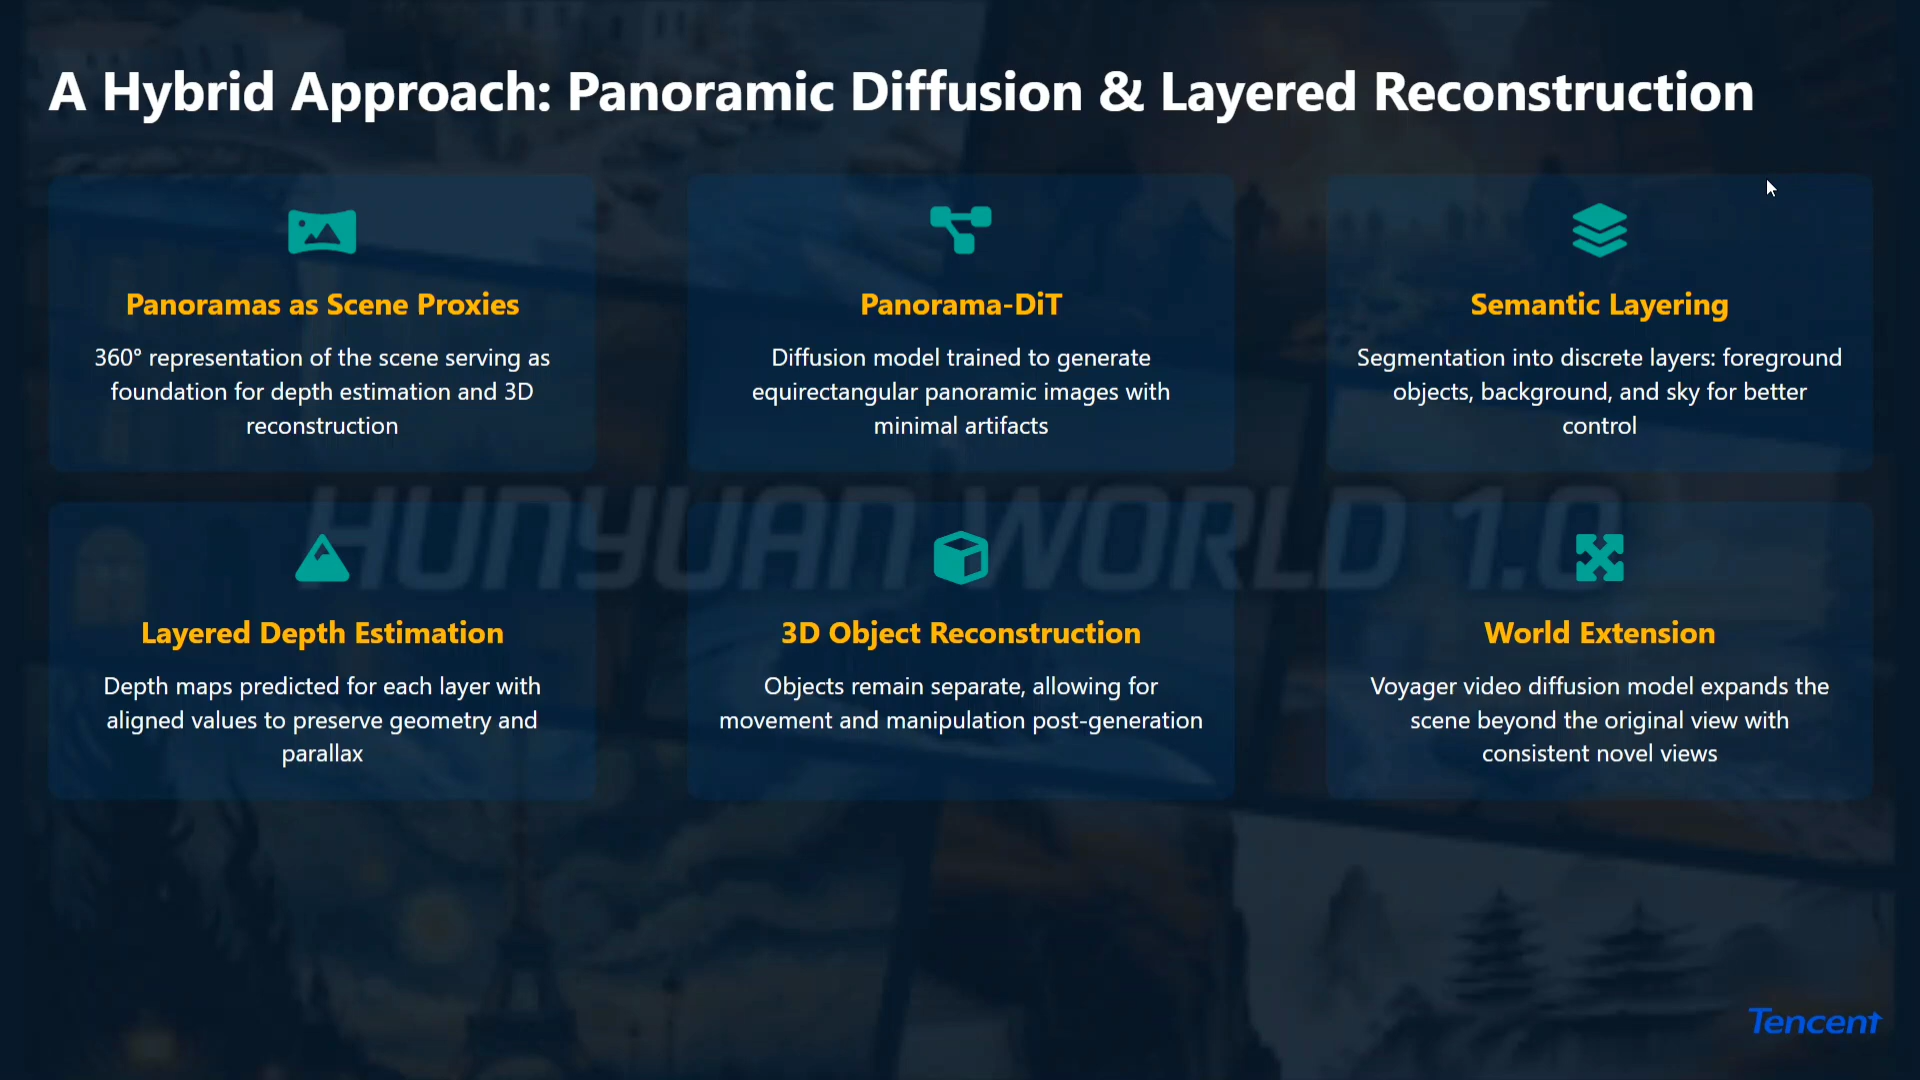 A Hybrid Approach: Panoramic Diffusion & Layered Reconstruction
Panoramas as Scene Proxies
360° representation of the scene serving as
foundation for depth estimation and 3D
reconstruction
Panorama-DiT
Diffusion model trained to generate
equirectangular panoramic images with
minimal artifacts
Semantic Layering
Segmentation into discrete layers: foreground
objects, background, and sky for better
control
HUNYUAN WORLD 1.0
Layered Depth Estimation
Depth maps predicted for each layer with
aligned values to preserve geometry and
parallax
3D Object Reconstruction
Objects remain separate, allowing for
movement and manipulation post-generation
World Extension
Voyager video diffusion model expands the
scene beyond the original view with
consistent novel views
Tencent